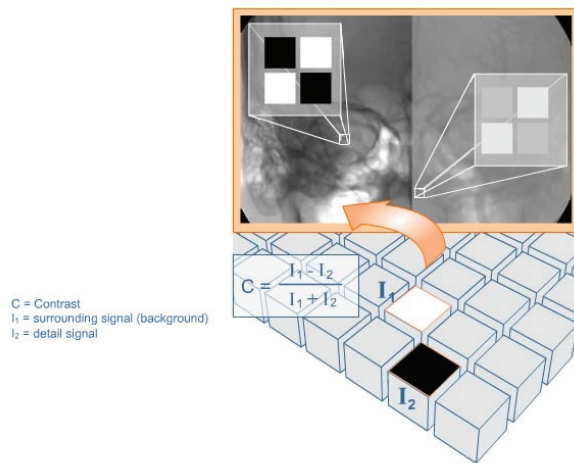 C = I₁ - I₂
I₁ + I₂
I₁
I₂
C = Contrast
I₁ = surrounding signal (background)
I₂ = detail signal